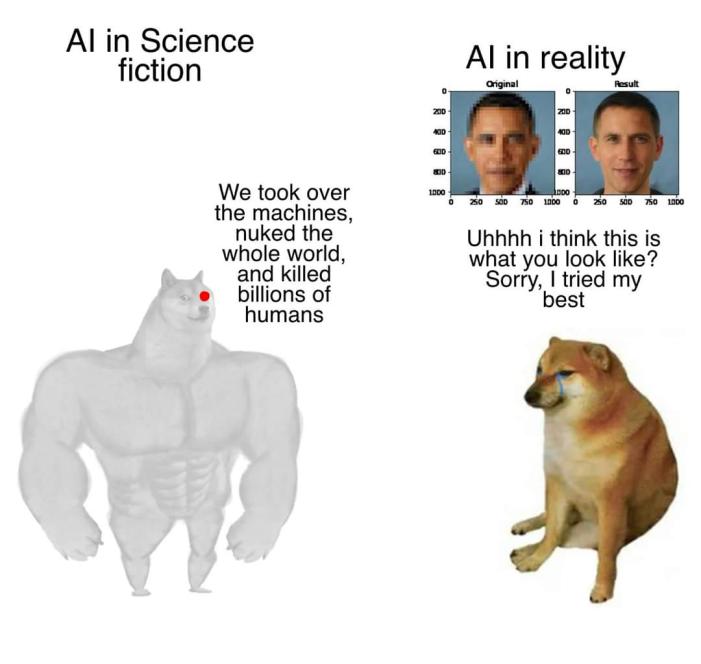 AI in Science
fiction
We took over
the machines,
nuked the
whole world,
and killed
billions of
humans
AI in reality
Original
Result
0
200
400
600
800
1000
0 250 500 750 1000
0
200
400
600
800
1000
0 250 500 750 1000
Uhhhh i think this is
what you look like?
Sorry, I tried my
best